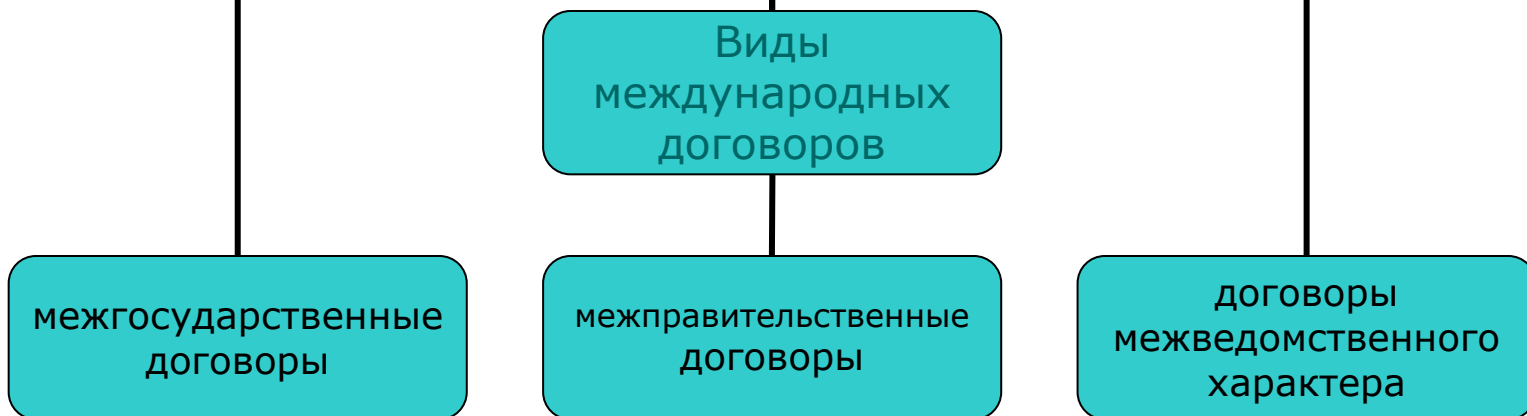 Виды
международных
договоров
межгосударственные
договоры
межправительственные
договоры
договоры
межведомственного
характера